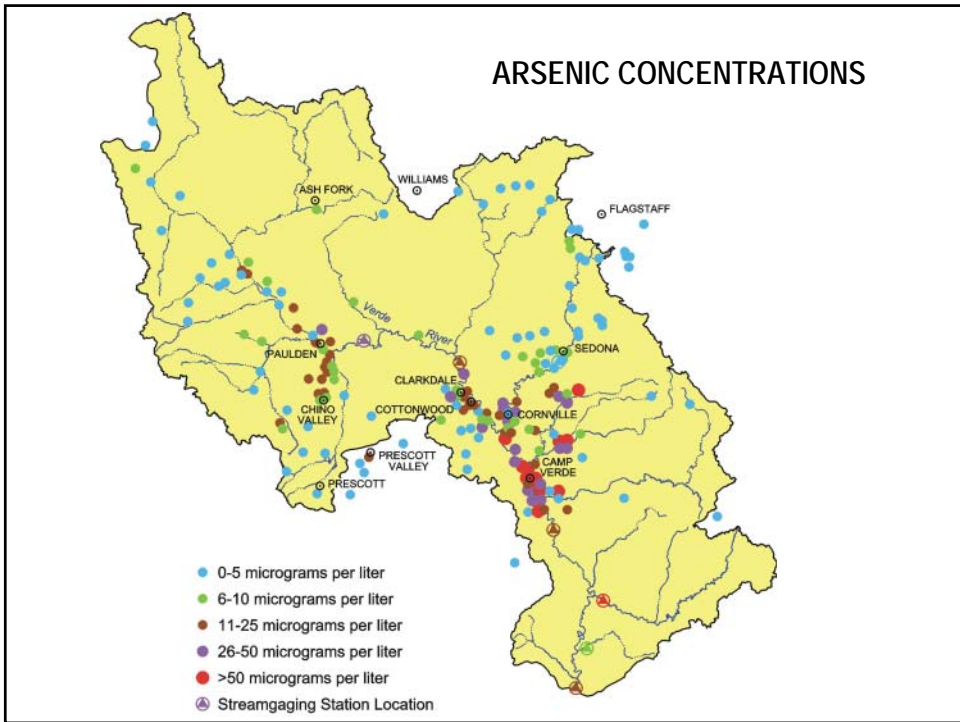 ARSENIC CONCENTRATIONS
WILLIAMS
ASH FORK
FLAGSTAFF
Verde
River
PAULDEN
SEDONA
CLARKDALE
CHINO
VALLEY
COTTONWOOD
CORNVILLE
PRESCOTT
VALLEY
CAMP
VERDE
PRESCOTT
0-5 micrograms per liter
6-10 micrograms per liter
11-25 micrograms per liter
26-50 micrograms per liter
>50 micrograms per liter
Streamgaging Station Location